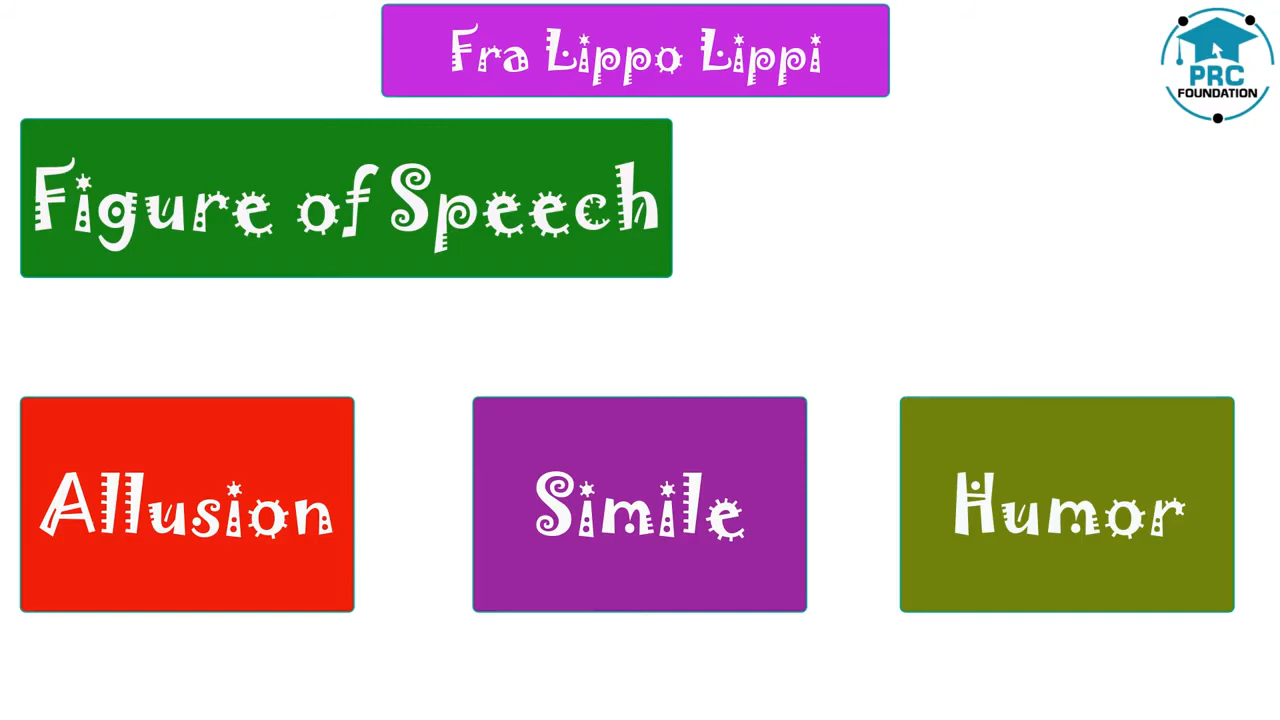 Fra Lippo Lippi
PRC
FOUNDATION
Figure of Speech
Allusion
Simile
Humor